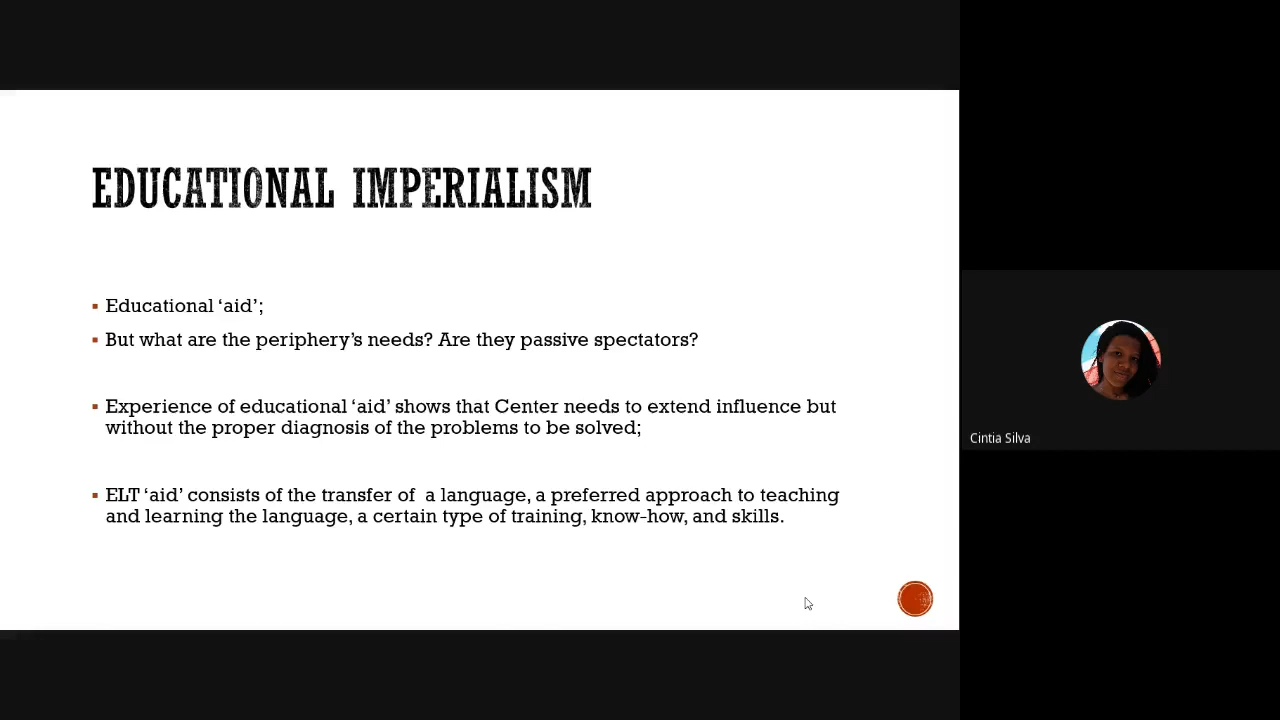 EDUCATIONAL IMPERIALISM
▪ Educational ‘aid’;
▪ But what are the periphery’s needs? Are they passive spectators?
▪ Experience of educational ‘aid’ shows that Center needs to extend influence but
without the proper diagnosis of the problems to be solved;
▪ ELT ‘aid’ consists of the transfer of  a language, a preferred approach to teaching
and learning the language, a certain type of training, know-how, and skills.
Cintia Silva